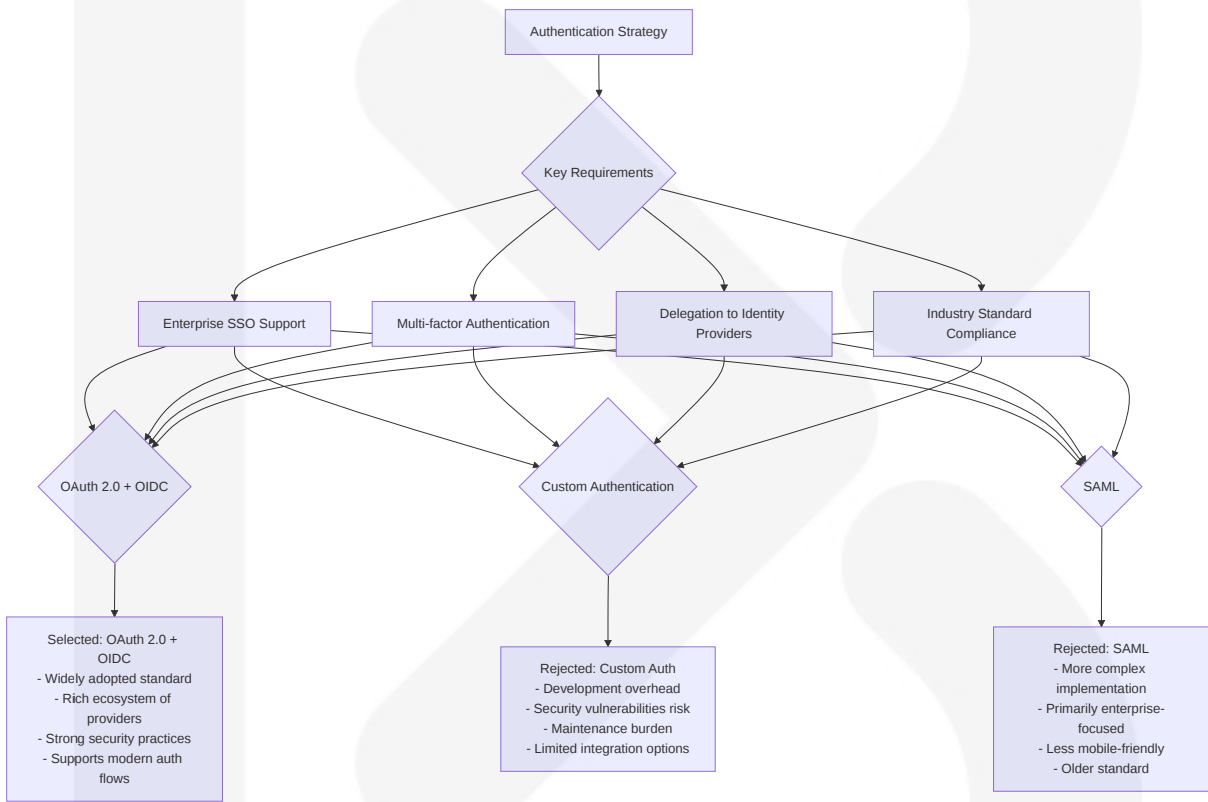 Authentication Strategy
Key Requirements
Enterprise SSO Support
Multi-factor Authentication
Delegation to Identity
Providers
Industry Standard
Compliance
OAuth 2.0 + OIDC
Custom Authentication
SAML
Selected: OAuth 2.0 +
OIDC
- Widely adopted standard
- Rich ecosystem of
providers
- Strong security practices
- Supports modern auth
flows
Rejected: Custom Auth
- Development overhead
- Security vulnerabilities risk
- Maintenance burden
- Limited integration options
Rejected: SAML
- More complex
implementation
- Primarily enterprise-
focused
- Less mobile-friendly
- Older standard